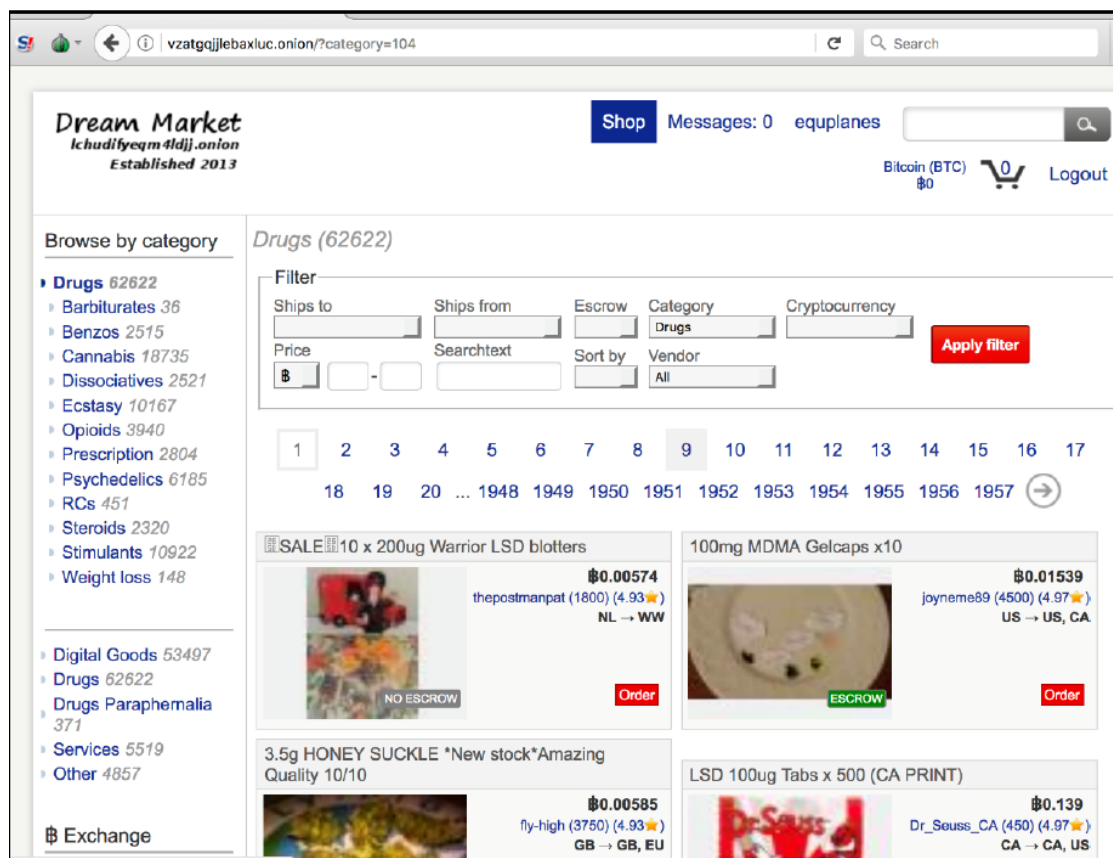 vzatgqjjlebaxluc.onion/?category=104
Search
Dream Market
lchudifyeqm4ldjj.onion
Established 2013
Shop Messages: 0 equplanes
Bitcoin (BTC)
฿0
0
Logout
Browse by category
Drugs 62622
Barbiturates 36
Benzos 2515
Cannabis 18735
Dissociatives 2521
Ecstasy 10167
Opioids 3940
Prescription 2804
Psychedelics 6185
RCs 451
Steroids 2320
Stimulants 10922
Weight loss 148
Digital Goods 53497
Drugs 62622
Drugs Paraphernalia
371
Services 5519
Other 4857
฿ Exchange
Drugs (62622)
Filter
Ships to Ships from Escrow Category Cryptocurrency
Drugs
Price Searchtext Sort by Vendor
฿ - All
Apply filter
1 2 3 4 5 6 7 8 9 10 11 12 13 14 15 16 17
18 19 20 ... 1948 1949 1950 1951 1952 1953 1954 1955 1956 1957
SALE 10 x 200ug Warrior LSD blotters
฿0.00574
thepostmanpat (1800) (4.93★)
NL → WW
NO ESCROW
Order
100mg MDMA Gelcaps x10
฿0.01539
joyneme89 (4500) (4.97★)
US → US, CA
ESCROW
Order
3.5g HONEY SUCKLE *New stock*Amazing
Quality 10/10
฿0.00585
fly-high (3750) (4.93★)
GB → GB, EU
LSD 100ug Tabs x 500 (CA PRINT)
Dr.Seuss
฿0.139
Dr_Seuss_CA (450) (4.97★)
CA → CA, US